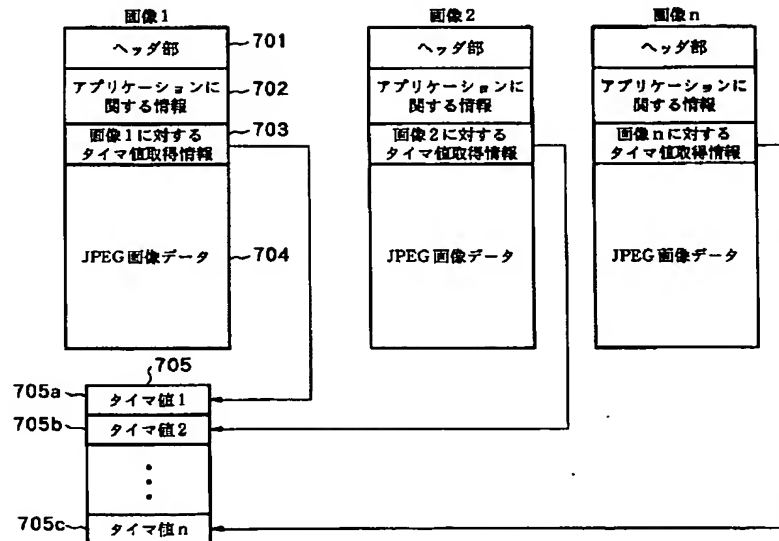 画像1
ヘッダ部
701
アプリケーションに
関する情報
702
画像1に対する
タイマ値取得情報
703
JPEG画像データ
704
画像2
ヘッダ部
アプリケーションに
関する情報
画像2に対する
タイマ値取得情報
JPEG画像データ
画像n
ヘッダ部
アプリケーションに
関する情報
画像nに対する
タイマ値取得情報
JPEG画像データ
705
705a
タイマ値1
705b
タイマ値2
705c
タイマ値n